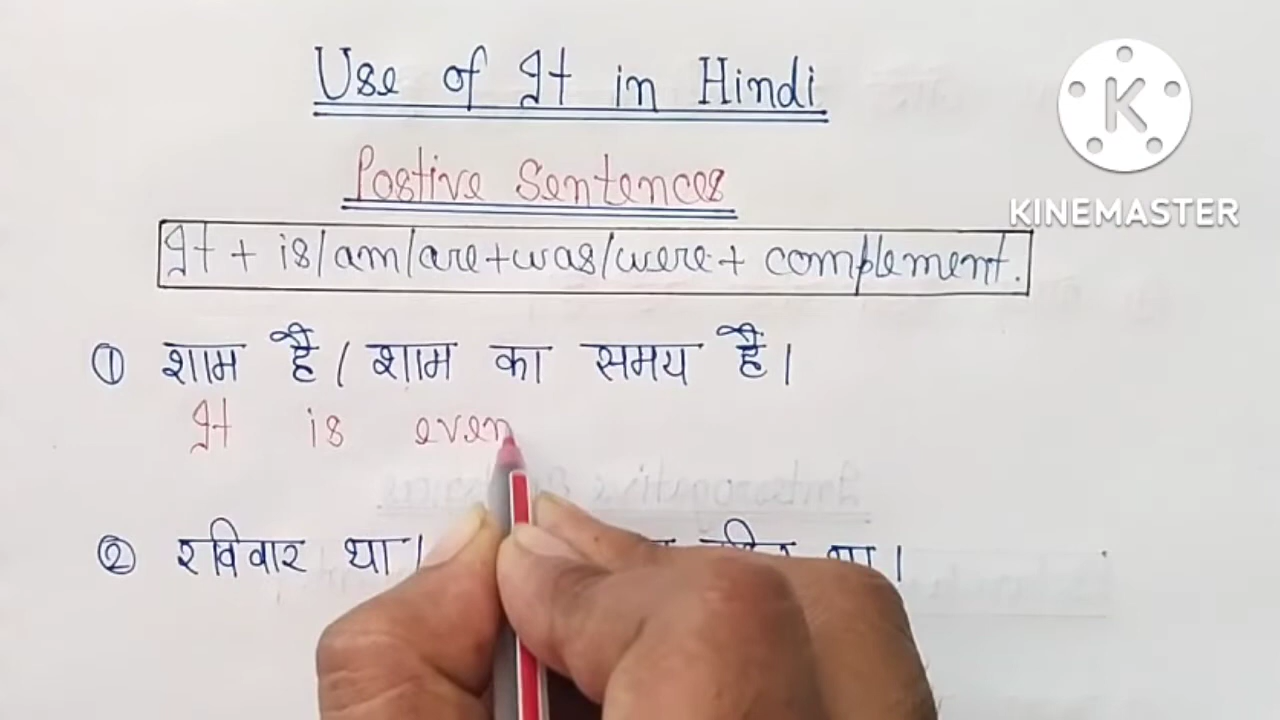 Use of It in Hindi
Postive Sentences
It + is/am/are+was/were+ complement.
① शाम है / शाम का समय है।
It is even
② रविवार था। था।
KINEMASTER